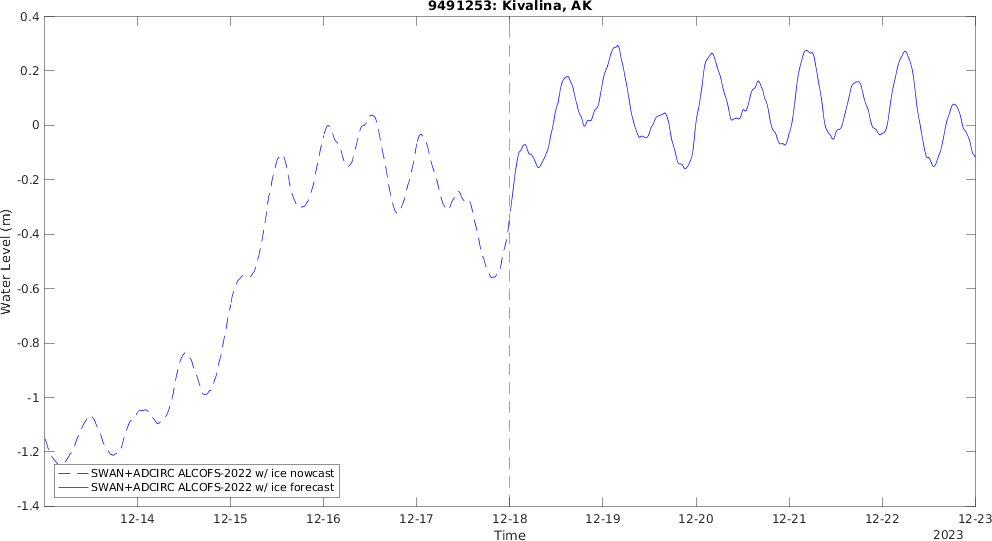 9491253: Kivalina, AK
0.4
0.2
0
-0.2
-0.4
-0.6
-0.8
-1
-1.2
-1.4
Water Level (m)
SWAN+ADCIRC ALCOFS-2022 w/ ice nowcast
SWAN+ADCIRC ALCOFS-2022 w/ ice forecast
12-14 12-15 12-16 12-17 12-18 12-19 12-20 12-21 12-22 12-23
Time
2023